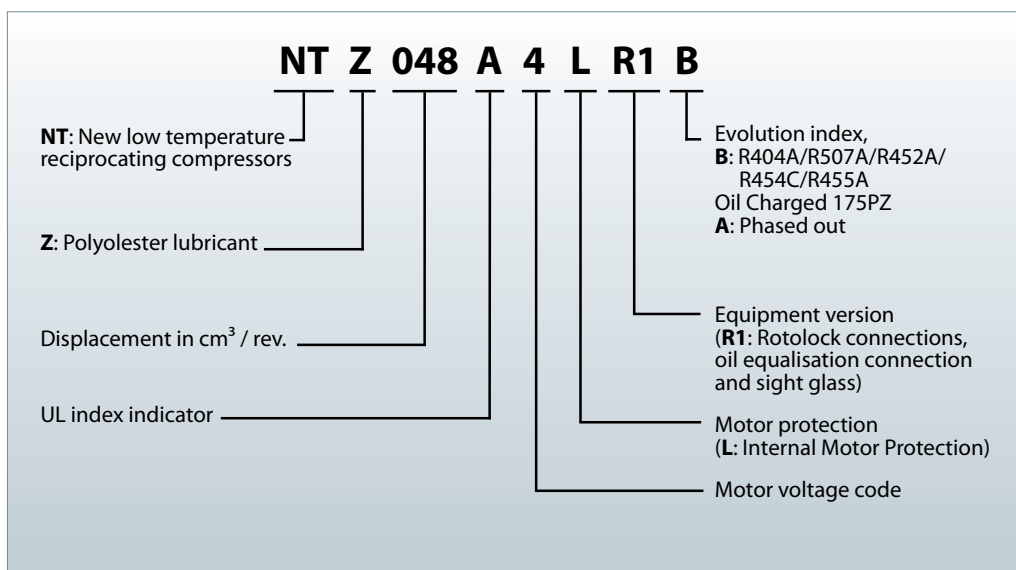 NT Z 048 A 4 L R1 B
NT: New low temperature
reciprocating compressors
Z: Polyolester lubricant
Displacement in cm³ / rev.
UL index indicator
Evolution index,
B: R404A/R507A/R452A/
R454C/R455A
Oil Charged 175PZ
A: Phased out
Equipment version
(R1: Rotolock connections,
oil equalisation connection
and sight glass)
Motor protection
(L: Internal Motor Protection)
Motor voltage code